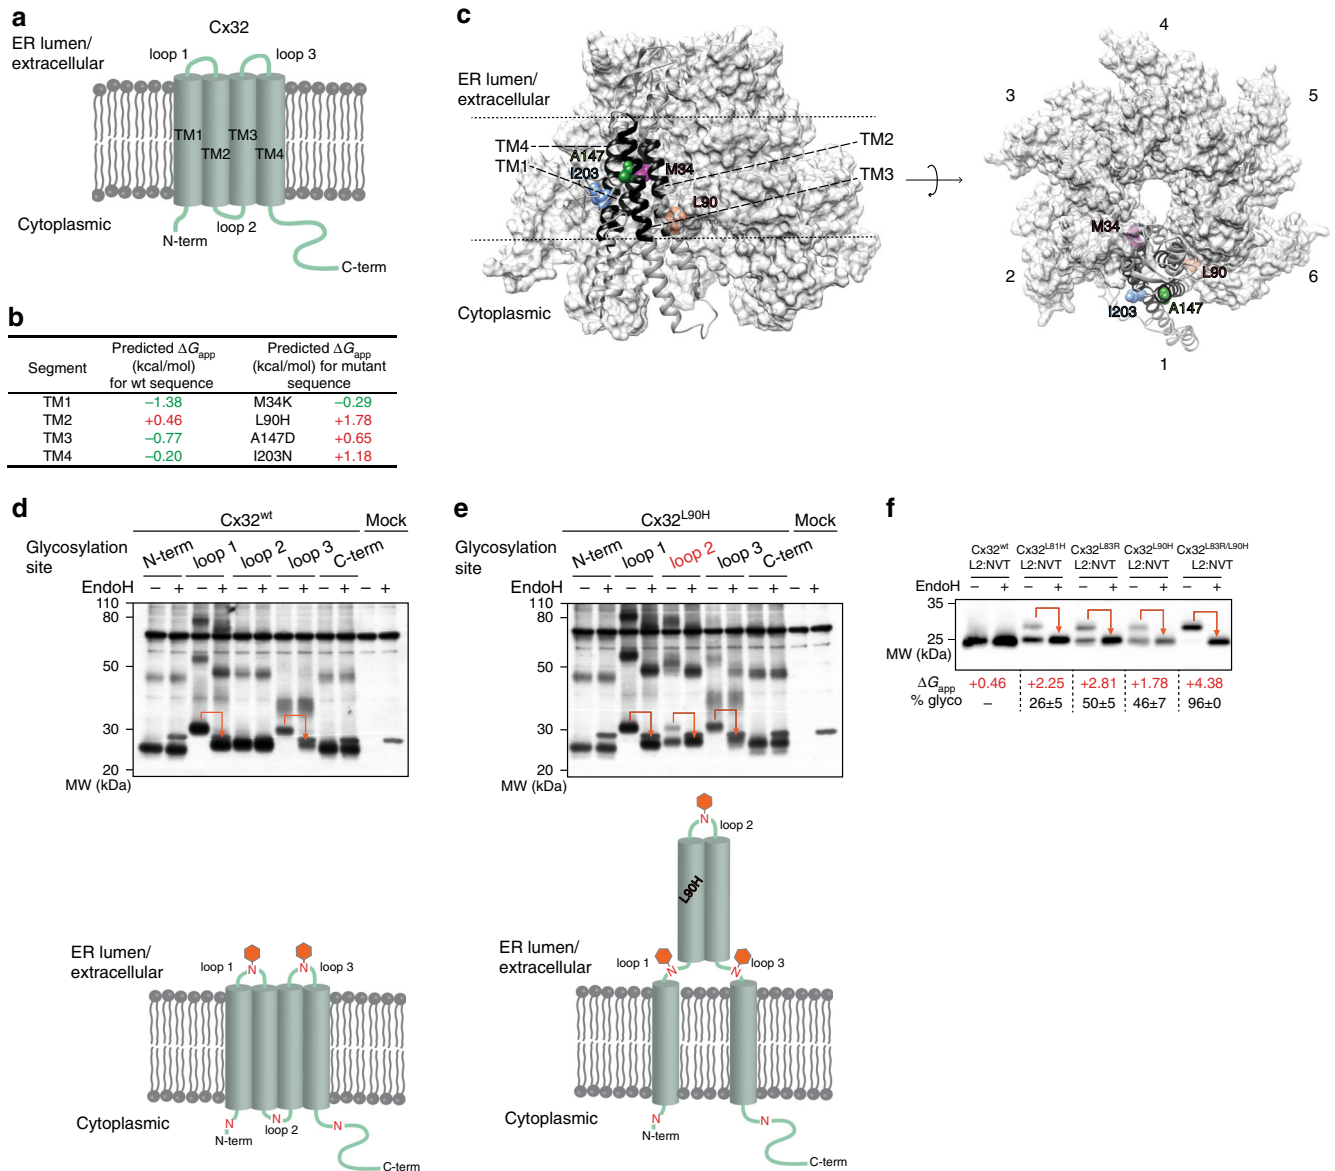 a
Cx32
ER lumen/
extracellular
loop 1
loop 3
TM1
TM2
TM3
TM4
Cytoplasmic
N-term
loop 2
C-term
b
Segment
Predicted ΔGapp
(kcal/mol)
for wt sequence
Predicted ΔGapp
(kcal/mol) for mutant
sequence
TM1 −1.38 M34K −0.29
TM2 +0.46 L90H +1.78
TM3 −0.77 A147D +0.65
TM4 −0.20 I203N +1.18
c
ER lumen/
extracellular
TM4
TM1
A147
I203
M34
L90
TM2
TM3
Cytoplasmic
4
3
5
M34
L90
2
6
I203
A147
1
d
Cx32wt
Mock
Glycosylation
site
N-term
loop 1
loop 2
loop 3
C-term
EndoH − + − + − + − + − + − +
110
80
50
30
20
MW (kDa)
ER lumen/
extracellular
loop 1
N
N
loop 3
Cytoplasmic
N
N
N
N-term
loop 2
C-term
e
Cx32L90H
Mock
Glycosylation
site
N-term
loop 1
loop 2
loop 3
C-term
EndoH − + − + − + − + − + − +
110
80
50
30
20
MW (kDa)
N
loop 2
L90H
ER lumen/
extracellular
loop 1
N
N
loop 3
Cytoplasmic
N
N
N-term
C-term
f
Cx32wt Cx32L81H Cx32L83R Cx32L90H Cx32L83R/L90H
L2:NVT L2:NVT L2:NVT L2:NVT L2:NVT
EndoH − + − + − + − + − +
35
25
MW (kDa)
ΔGapp +0.46 +2.25 +2.81 +1.78 +4.38
% glyco − 26±5 50±5 46±7 96±0